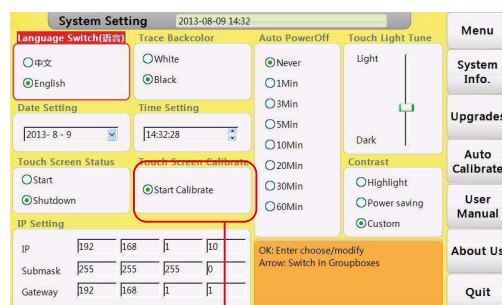 System Setting 2013-08-09 14:32
Language Switch(语言)
中文
English
Trace Backcolor
White
Black
Auto PowerOff
Never
1Min
3Min
5Min
10Min
20Min
30Min
60Min
Touch Light Tune
Light
Dark
Date Setting
2013- 8 - 9
Time Setting
14:32:28
Touch Screen Status
Start
Shutdown
Touch Screen Calibrate
Start Calibrate
Contrast
Highlight
Power saving
Custom
IP Setting
IP 192 168 1 10
Submask 255 255 255 0
Gateway 192 168 1 1
OK: Enter choose/modify
Arrow: Switch in Groupboxes
Menu
System
Info.
Upgrades
Auto
Calibrate
User
Manual
About Us
Quit